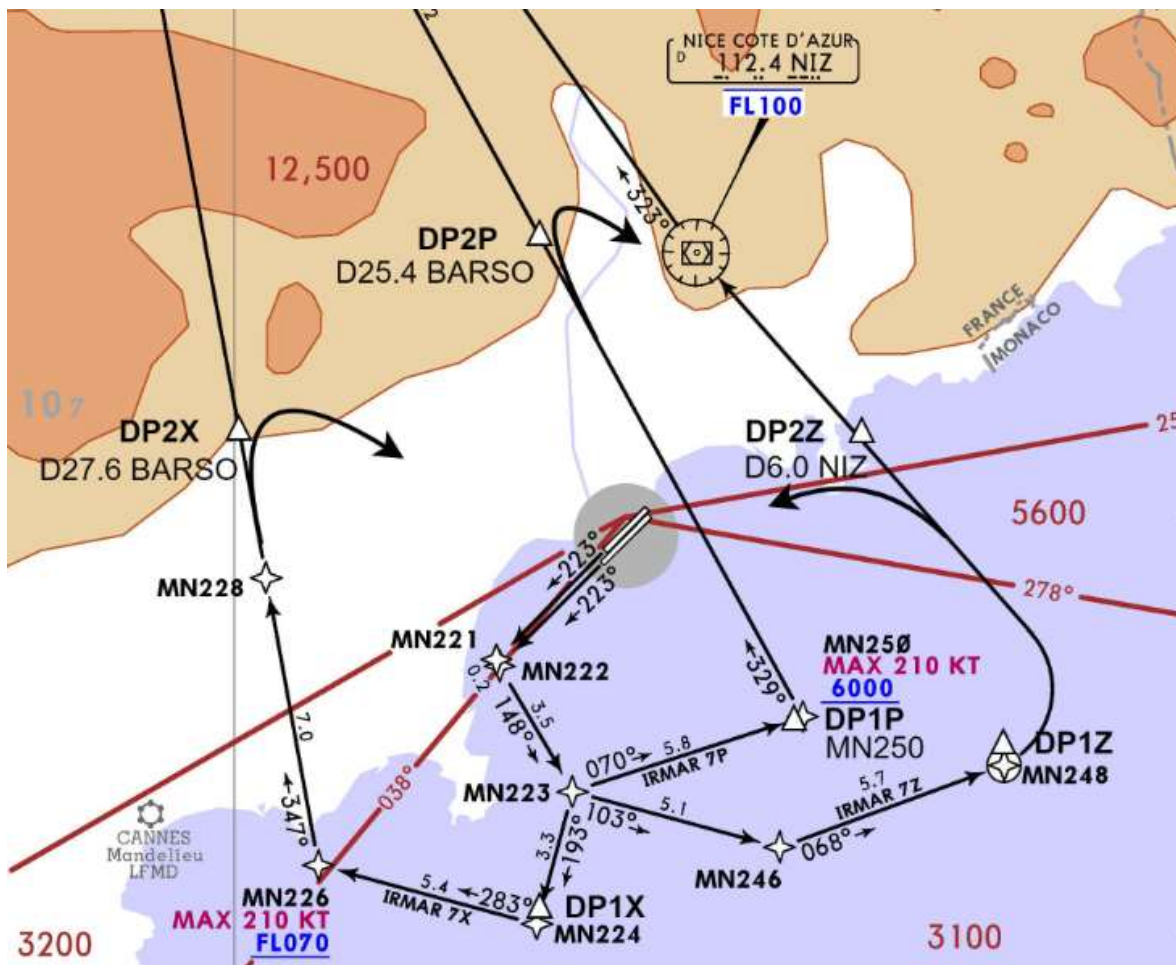 NICE COTE D'AZUR
D
112.4 NIZ
FL100
12,500
←323°
DP2P
D25.4 BARSO
FRANCE
MONACO
10 7
DP2X
D27.6 BARSO
DP2Z
D6.0 NIZ
25
5600
←223°
←223°
278°
MN228
MN221
MN222
0.2
148°→
3.5
←329°
MN250
MAX 210 KT
6000
DP1P
MN250
7.0
038°
070°→
5.8
IRMAR 7P
DP1Z
MN248
MN223
103°→
5.1
5.7
IRMAR 7Z
068°→
←347°
CANNES
Mandelieu
LFMD
3.3
←193°
MN246
MN226
MAX 210 KT
FL070
5.4
←283°
IRMAR 7X
DP1X
MN224
3200
3100